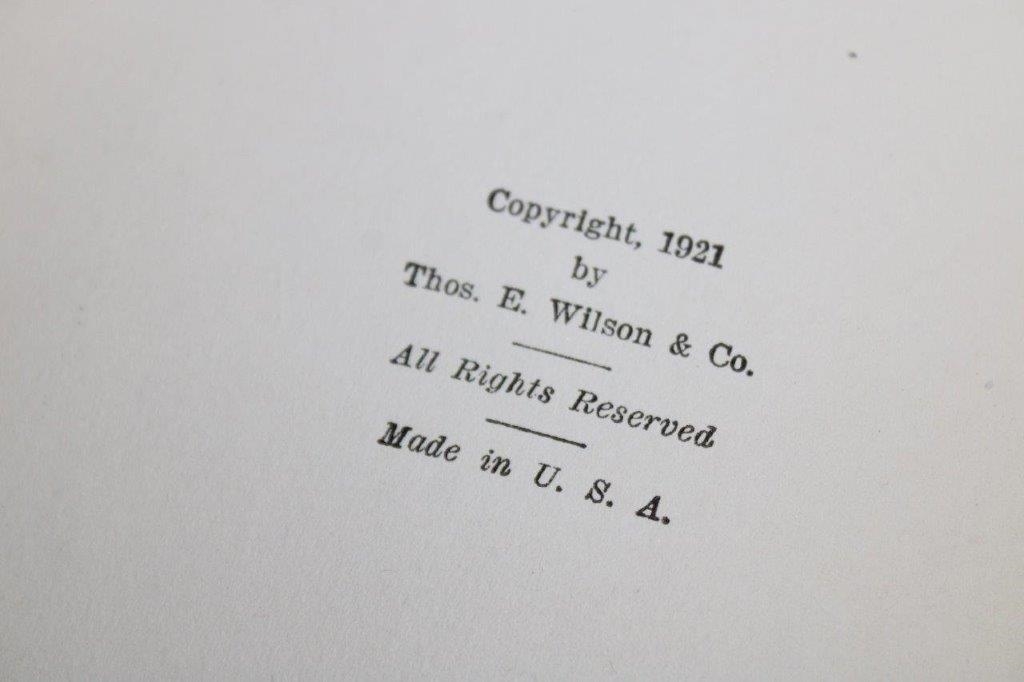 Copyright, 1921
by
Thos. E. Wilson & Co.
All Rights Reserved
Made in U. S. A.